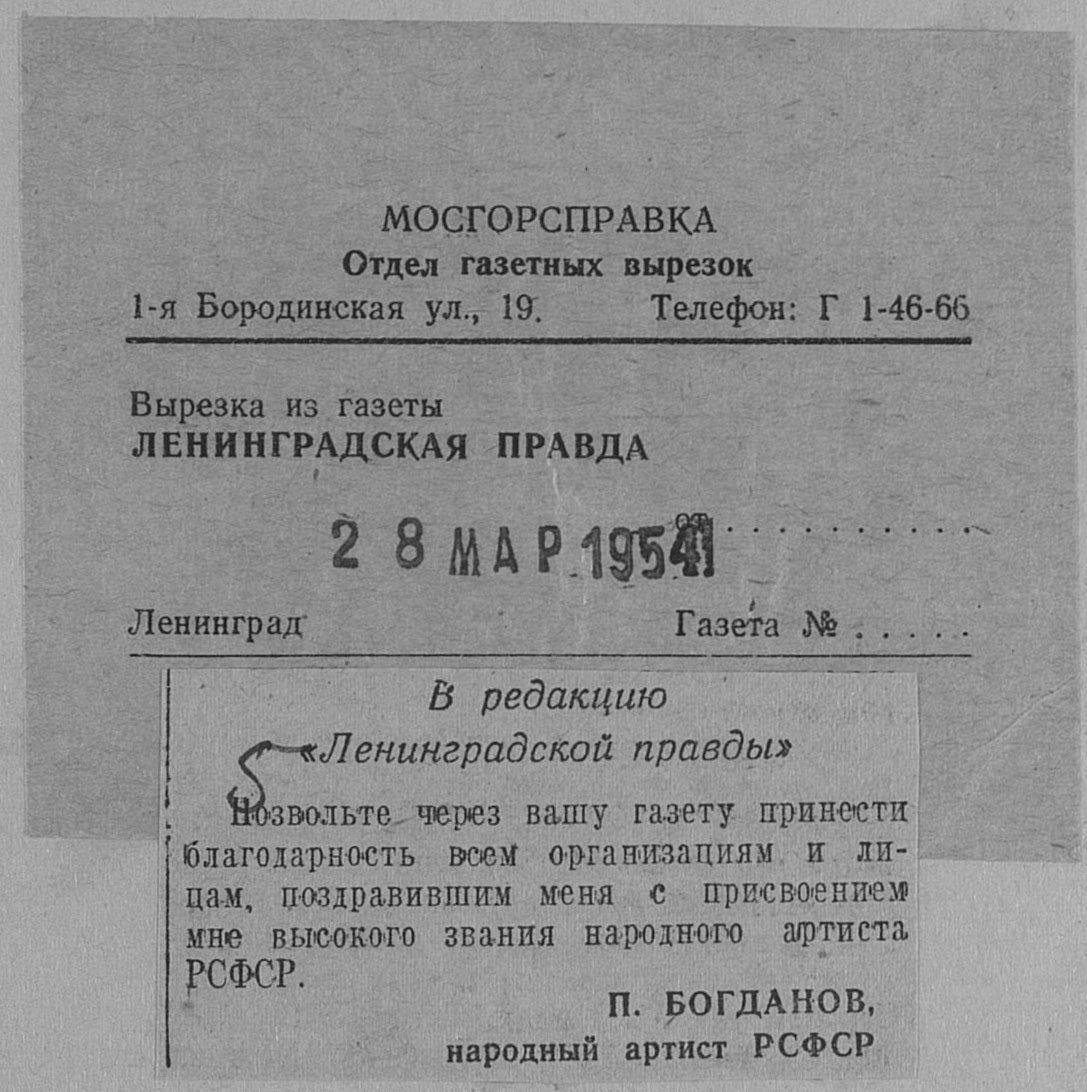 МОСГОРСПРАВКА
Отдел газетных вырезок
1-я Бородинская ул., 19. Телефон: Г 1-46-66
Вырезка из газеты
ЛЕНИНГРАДСКАЯ ПРАВДА
от . . . . . . . . . . .
28 МАР 1954
Ленинград Газета № . . . . .
В редакцию
«Ленинградской правды»
Позвольте через вашу газету принести
благодарность всем организациям и ли-
цам, поздравившим меня с присвоением
мне высокого звания народного артиста
РСФСР.
П. БОГДАНОВ,
народный артист РСФСР